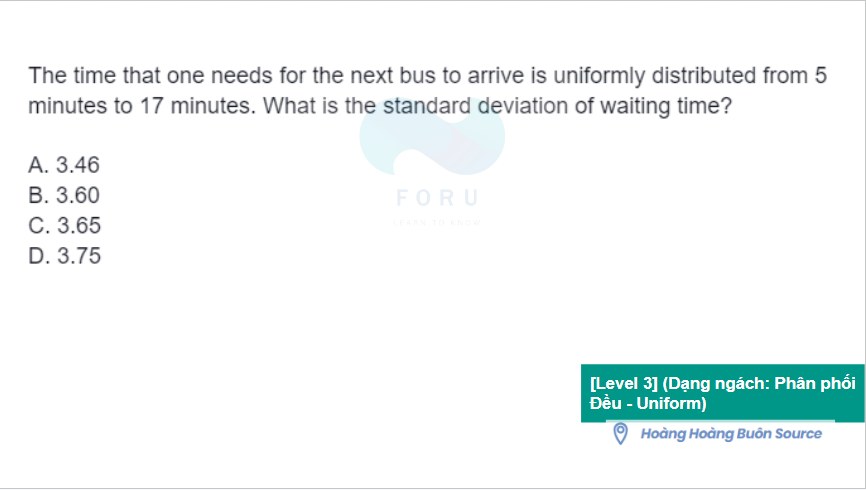 The time that one needs for the next bus to arrive is uniformly distributed from 5
minutes to 17 minutes. What is the standard deviation of waiting time?
A. 3.46
B. 3.60
C. 3.65
D. 3.75
FORU
[Level 3] (Dạng ngách: Phân phối
Đều - Uniform)
Hoàng Hoàng Buôn Source